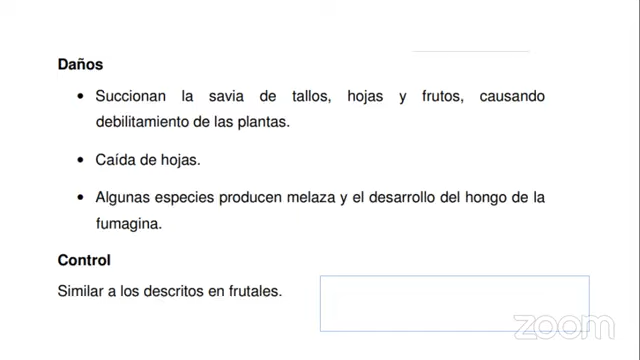 Daños
• Succionan la savia de tallos, hojas y frutos, causando
debilitamiento de las plantas.
• Caída de hojas.
• Algunas especies producen melaza y el desarrollo del hongo de la
fumagina.
Control
Similar a los descritos en frutales.
zoom